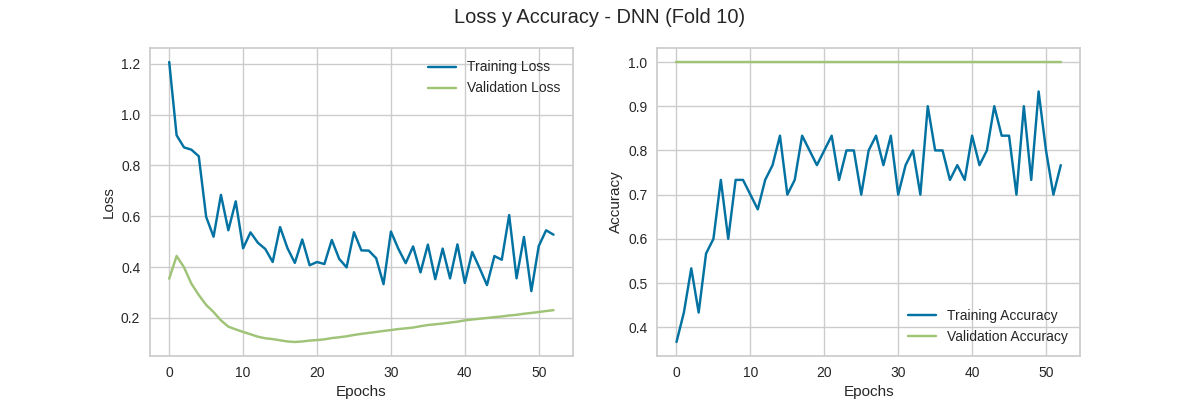 Loss y Accuracy - DNN (Fold 10)
Loss
1.2
1.0
0.8
0.6
0.4
0.2
Training Loss
Validation Loss
0
10
20
30
40
50
Epochs
Accuracy
1.0
0.9
0.8
0.7
0.6
0.5
0.4
Training Accuracy
Validation Accuracy
0
10
20
30
40
50
Epochs